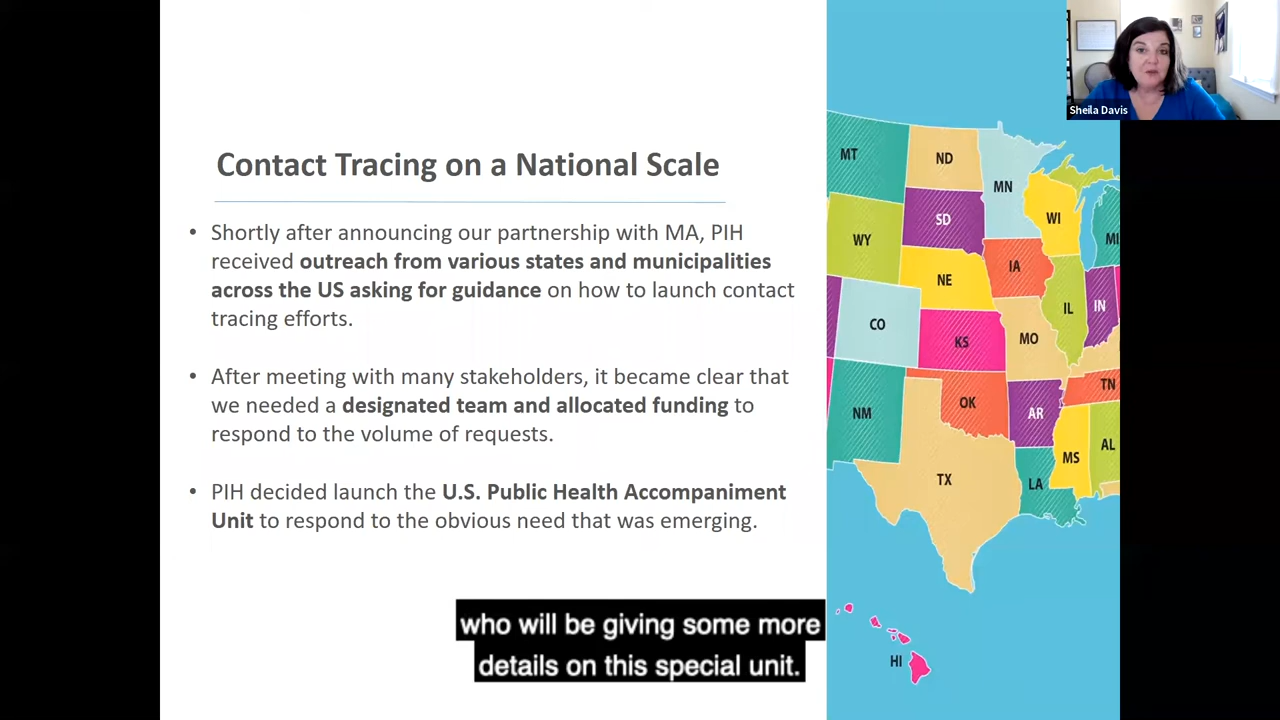 Sheila Davis
Contact Tracing on a National Scale
• Shortly after announcing our partnership with MA, PIH
received outreach from various states and municipalities
across the US asking for guidance on how to launch contact
tracing efforts.
• After meeting with many stakeholders, it became clear that
we needed a designated team and allocated funding to
respond to the volume of requests.
• PIH decided launch the U.S. Public Health Accompaniment
Unit to respond to the obvious need that was emerging.
MT
ND
MN
SD
WI
WY
MI
IA
NE
IL
IN
CO
KS
MO
TN
OK
NM
AR
AL
MS
TX
LA
HI
who will be giving some more
details on this special unit.